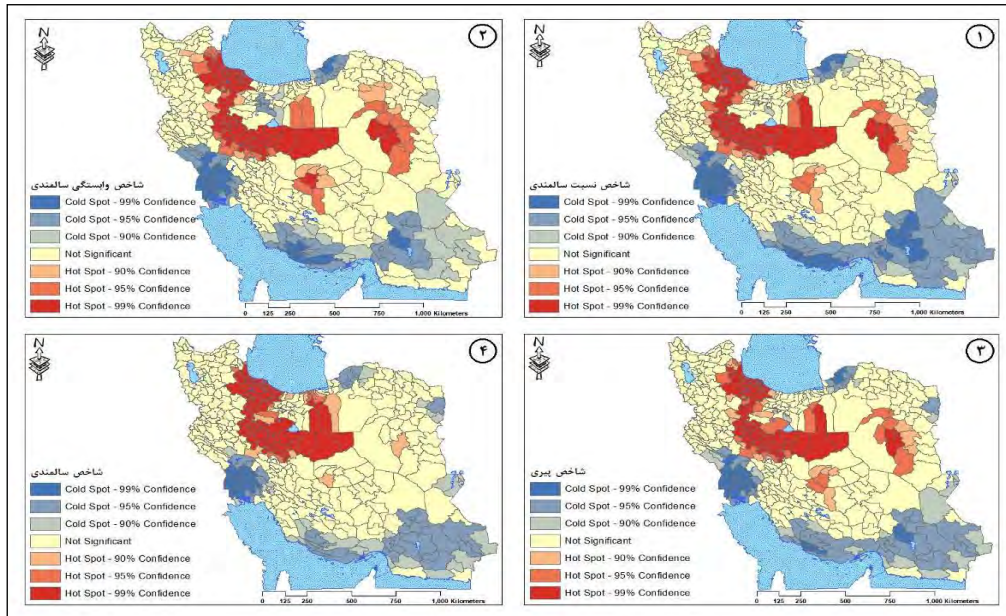 N
۱
شاخص نسبت سالمندی
Cold Spot - 99% Confidence
Cold Spot - 95% Confidence
Cold Spot - 90% Confidence
Not Significant
Hot Spot - 90% Confidence
Hot Spot - 95% Confidence
Hot Spot - 99% Confidence
0 125 250 500 750 1,000 Kilometers
N
۲
شاخص وابستگی سالمندی
Cold Spot - 99% Confidence
Cold Spot - 95% Confidence
Cold Spot - 90% Confidence
Not Significant
Hot Spot - 90% Confidence
Hot Spot - 95% Confidence
Hot Spot - 99% Confidence
0 125 250 500 750 1,000 Kilometers
N
۳
شاخص پیری
Cold Spot - 99% Confidence
Cold Spot - 95% Confidence
Cold Spot - 90% Confidence
Not Significant
Hot Spot - 90% Confidence
Hot Spot - 95% Confidence
Hot Spot - 99% Confidence
0 125 250 500 750 1,000 Kilometers
N
۴
شاخص سالمندی
Cold Spot - 99% Confidence
Cold Spot - 95% Confidence
Cold Spot - 90% Confidence
Not Significant
Hot Spot - 90% Confidence
Hot Spot - 95% Confidence
Hot Spot - 99% Confidence
0 125 250 500 750 1,000 Kilometers